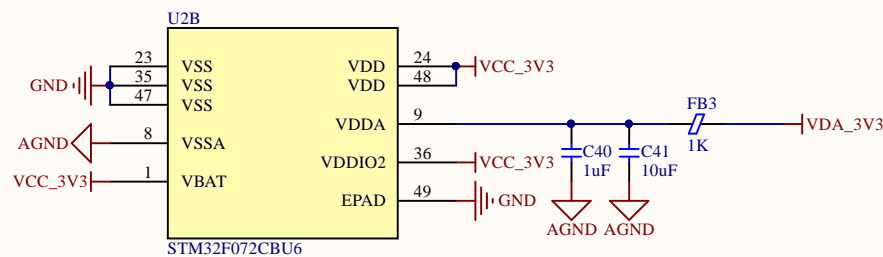 U2B
23 VSS VDD 24 VCC_3V3
GND 35 VSS VDD 48
47 VSS
VDDA 9 FB3 VDA_3V3
1K
AGND 8 VSSA
C40 C41
1uF 10uF
VDDIO2 36 VCC_3V3
VCC_3V3 1 VBAT
EPAD 49 GND
AGND AGND
STM32F072CBU6